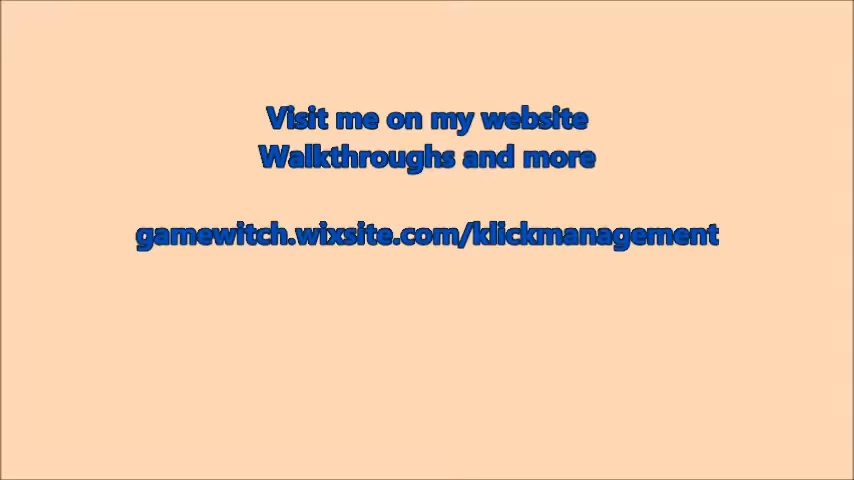 Visit me on my website
Walkthroughs and more
gamewitch.wixsite.com/klickmanagement